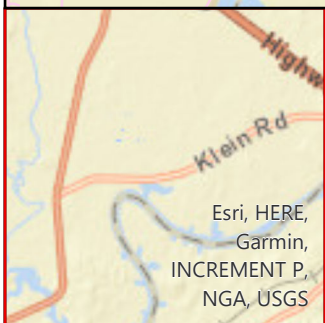 Highw
Klein Rd
Esri, HERE,
Garmin,
INCREMENT P,
NGA, USGS